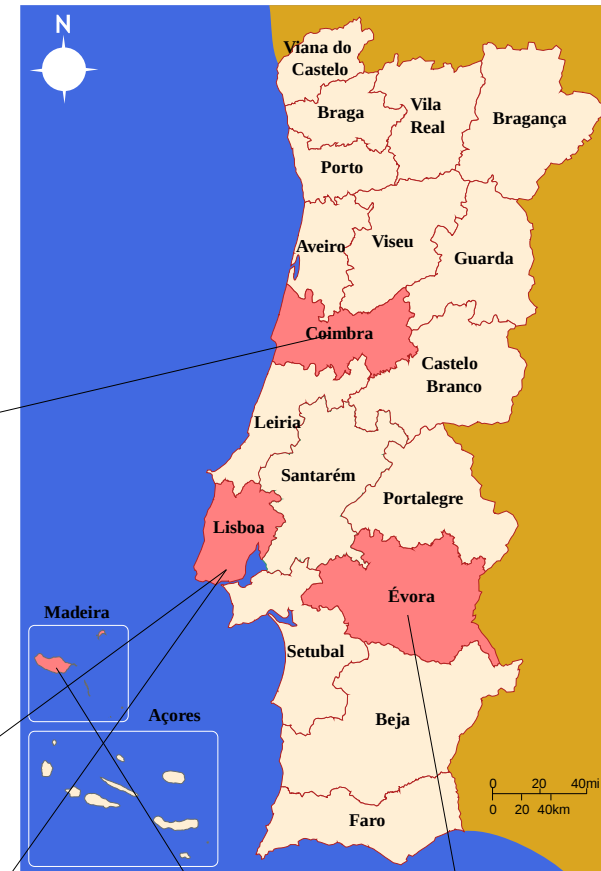 N
Viana do
Castelo
Braga
Vila
Real
Bragança
Porto
Aveiro
Viseu
Guarda
Coimbra
Castelo
Branco
Leiria
Santarém
Portalegre
Lisboa
Évora
Madeira
Setubal
Açores
Beja
Faro
0 20 40mi
0 20 40km